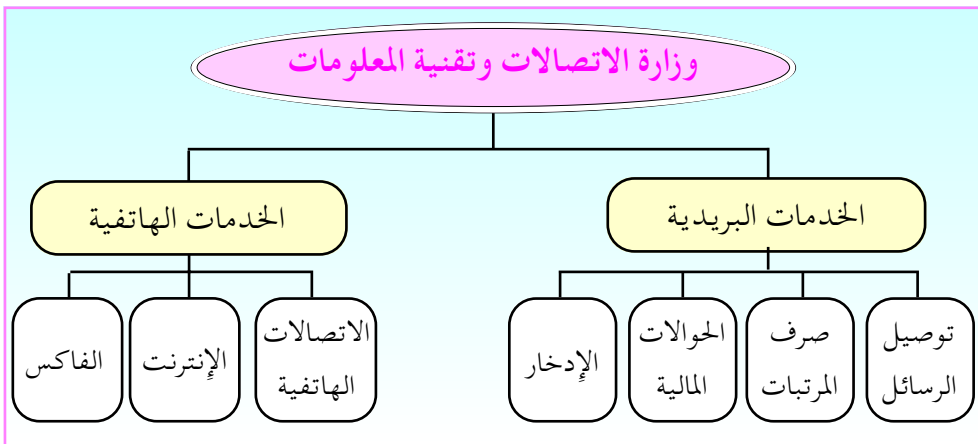 وزارة الاتصالات وتقنية المعلومات
الخدمات البريدية
الخدمات الهاتفية
توصيل
الرسائل
صرف
المرتبات
الحوالات
المالية
الإدخار
الاتصالات
الهاتفية
الإنترنت
الفاكس